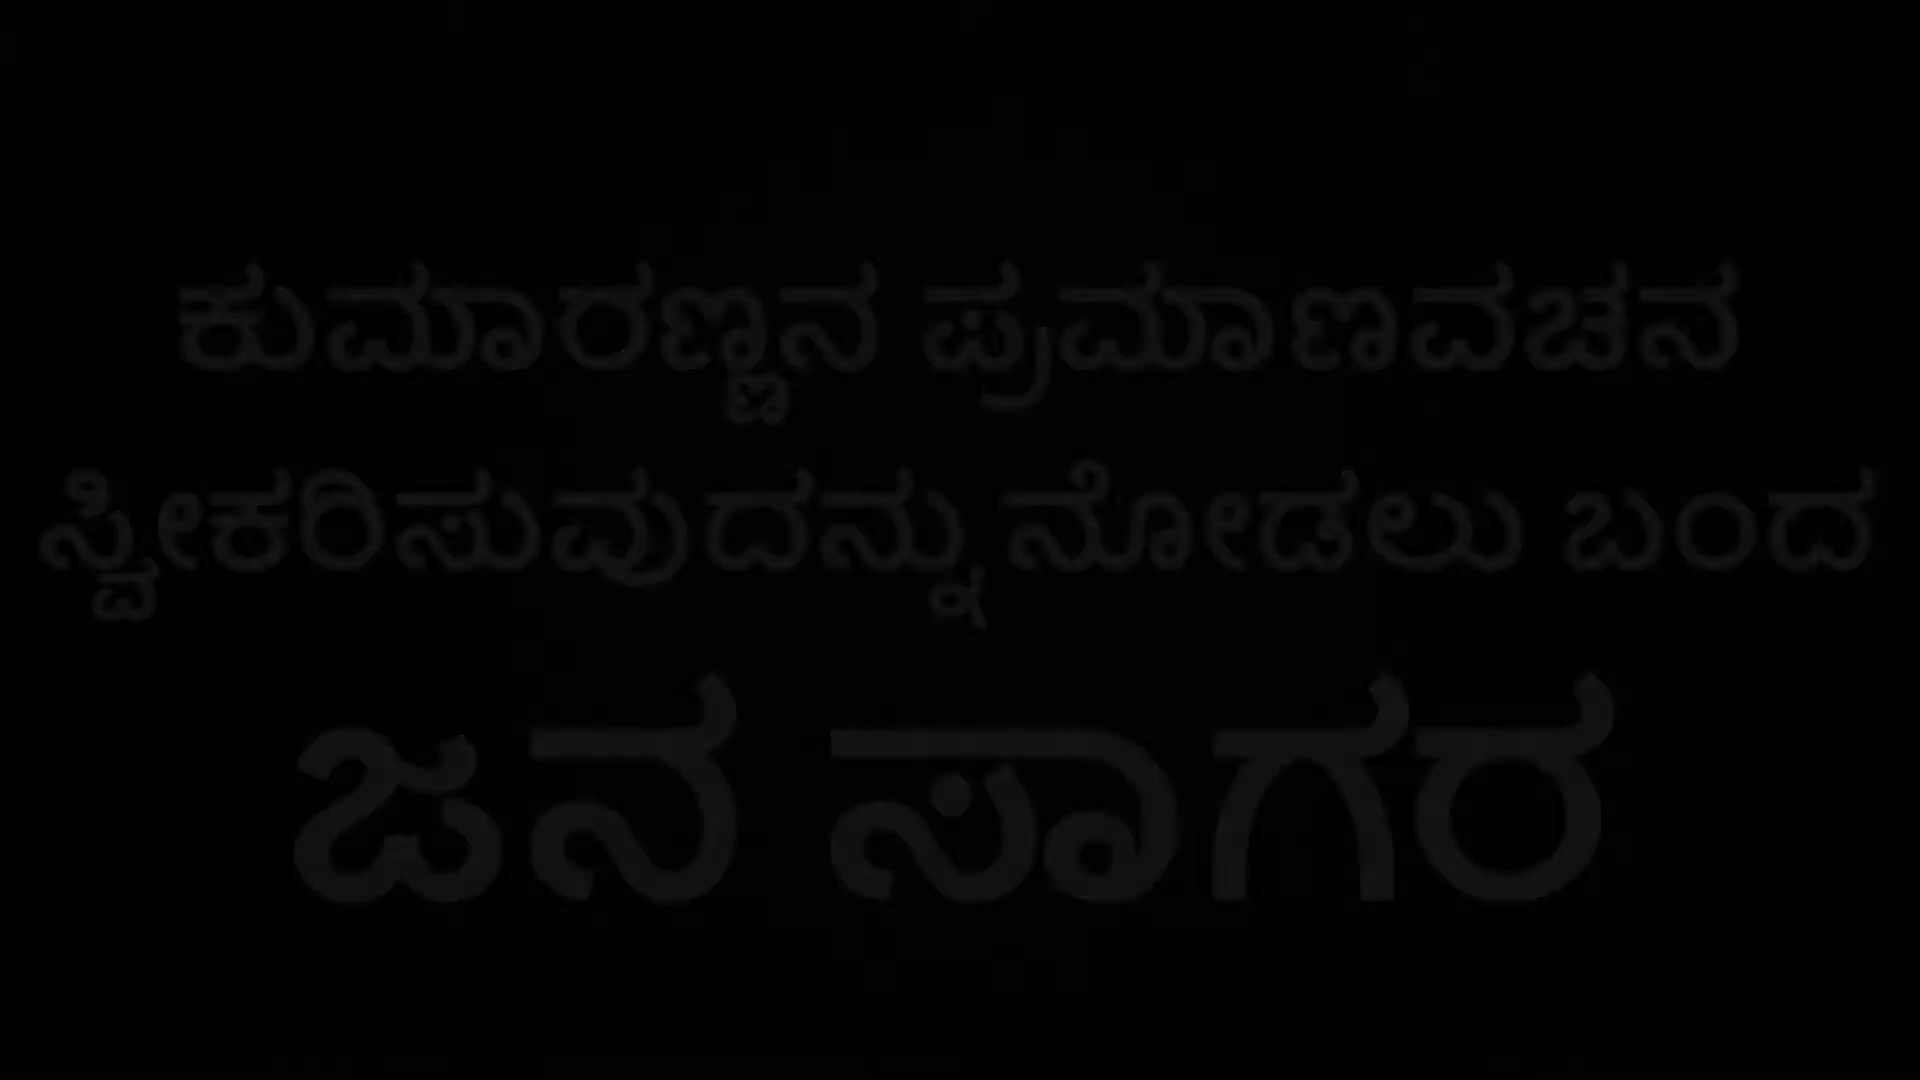 ಕುಮಾರಣ್ಣನ ಪ್ರಮಾಣವಚನ
ಸ್ವೀಕರಿಸುವುದನ್ನು ನೋಡಲು ಬಂದ
ಜನ ಸಾಗರ